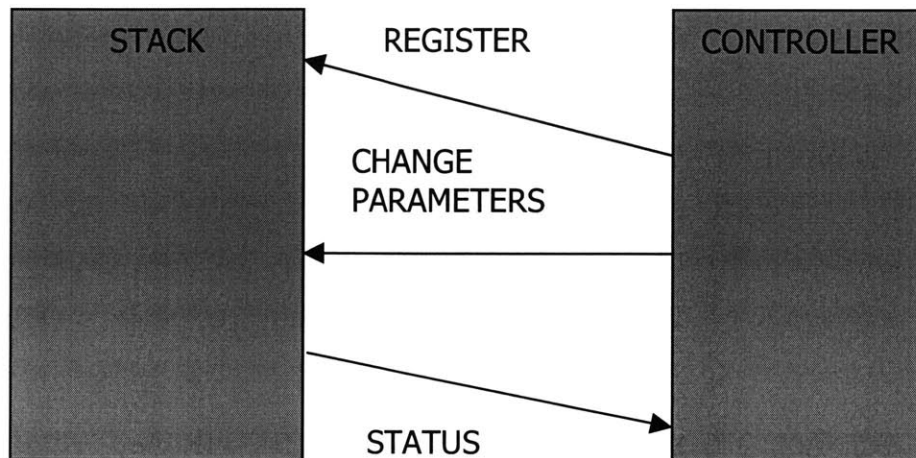 STACK
REGISTER
CONTROLLER
CHANGE
PARAMETERS
STATUS